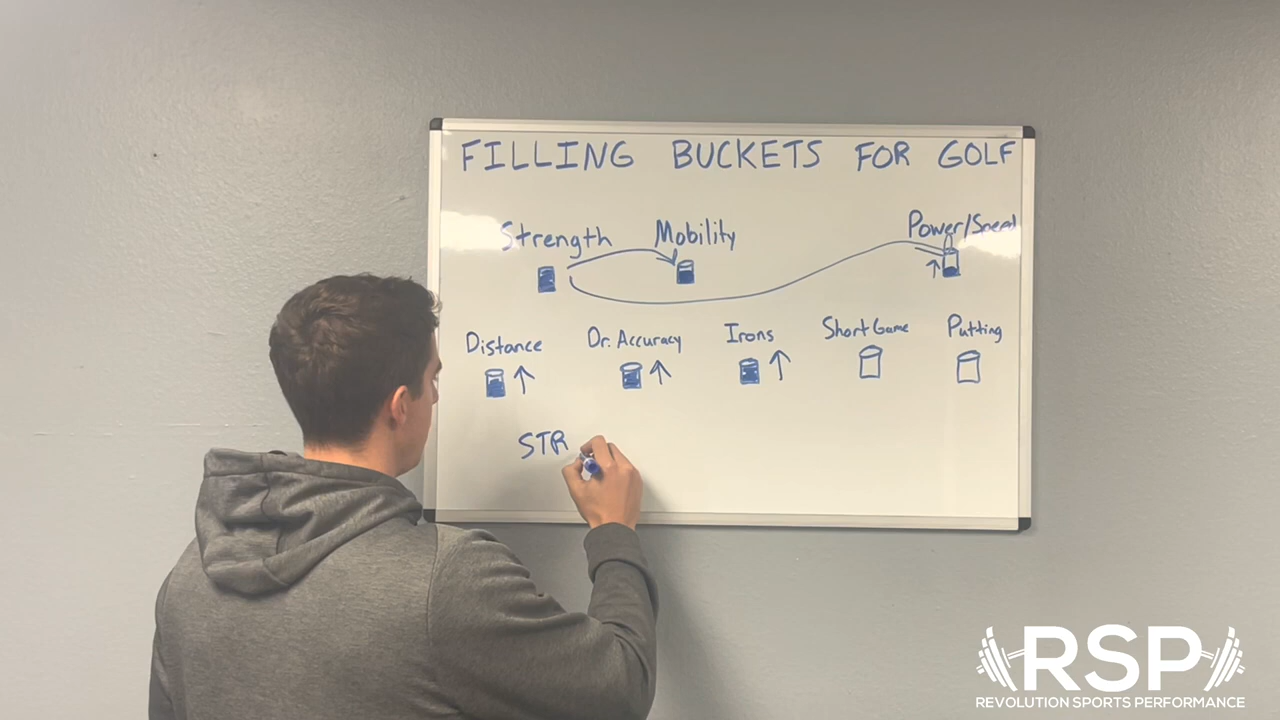 FILLING BUCKETS FOR GOLF
Strength Mobility Power/Speed
Distance Dr. Accuracy Irons Short Game Putting
STR
RSP
REVOLUTION SPORTS PERFORMANCE